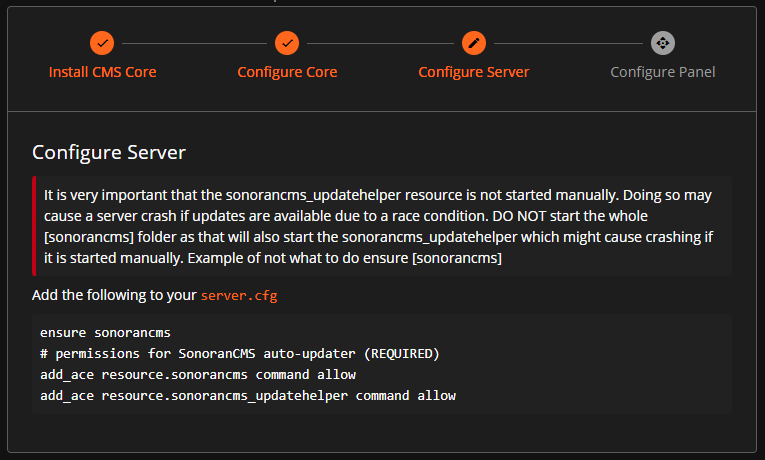 Install CMS Core
Configure Core
Configure Server
Configure Panel
Configure Server
It is very important that the sonorancms_updatehelper resource is not started manually. Doing so may
cause a server crash if updates are available due to a race condition. DO NOT start the whole
[sonorancms] folder as that will also start the sonorancms_updatehelper which might cause crashing if
it is started manually. Example of not what to do ensure [sonorancms]
Add the following to your server.cfg
ensure sonorancms
# permissions for SonoranCMS auto-updater (REQUIRED)
add_ace resource.sonorancms command allow
add_ace resource.sonorancms_updatehelper command allow